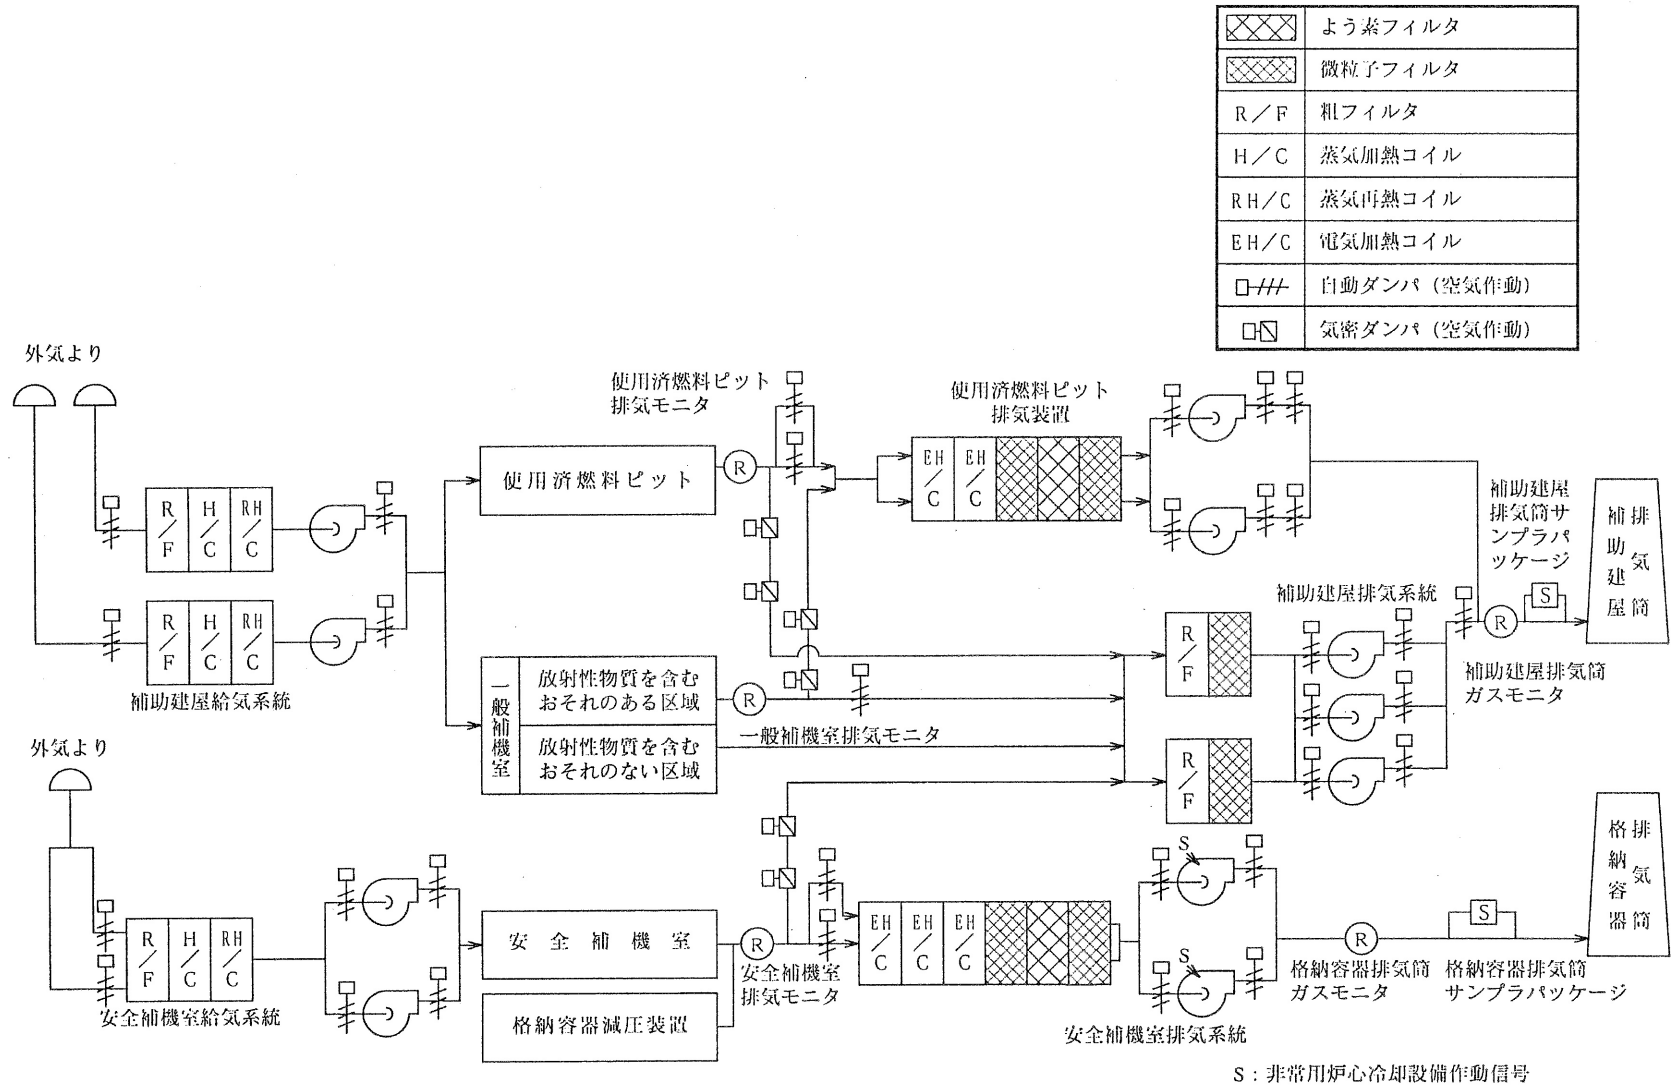 よう素フィルタ
微粒子フィルタ
R/F 粗フィルタ
H/C 蒸気加熱コイル
RH/C 蒸気再熱コイル
EH/C 電気加熱コイル
自動ダンパ(空気作動)
気密ダンパ(空気作動)
外気より
使用済燃料ピット
排気モニタ
使用済燃料ピット
排気装置
R/F
H/C
RH/C
使用済燃料ピット
R
EH/C
EH/C
補助建屋
排気筒サ
ンプラパ
ッケージ
補助建屋
排気筒
R/F
H/C
RH/C
補助建屋給気系統
一般補機室
放射性物質を含む
おそれのある区域
放射性物質を含む
おそれのない区域
R
一般補機室排気モニタ
R/F
R/F
補助建屋排気系統
R
S
補助建屋排気筒
ガスモニタ
外気より
R/F
H/C
RH/C
安全補機室給気系統
安全補機室
格納容器減圧装置
R
安全補機室
排気モニタ
EH/C
EH/C
EH/C
S
S
安全補機室排気系統
R
格納容器排気筒
ガスモニタ
S
格納容器排気筒
サンプラパッケージ
格納容器
排気筒
S:非常用炉心冷却設備作動信号